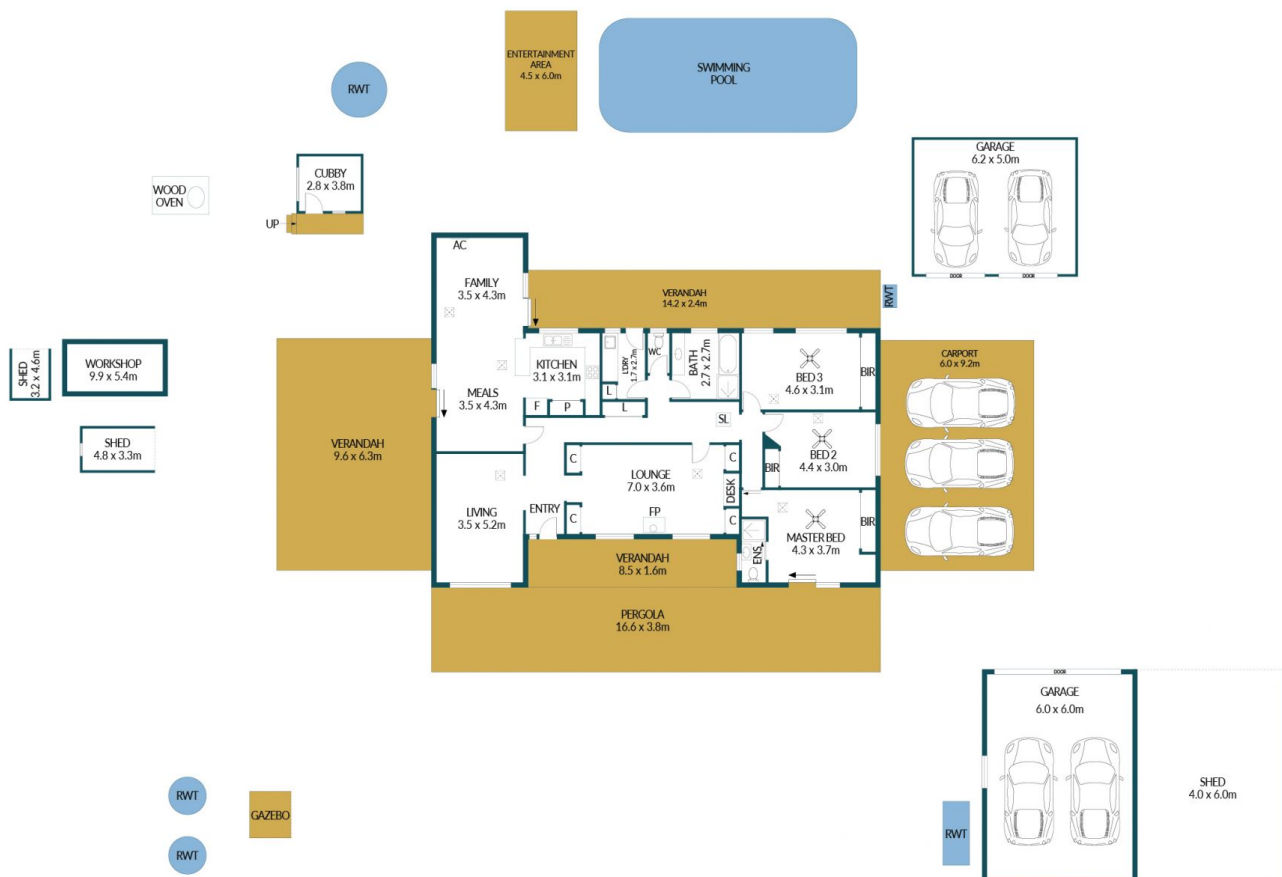 ENTERTAINMENT
AREA
4.5 x 6.0m
SWIMMING
POOL
RWT
GARAGE
6.2 x 5.0m
DOOR
DOOR
CUBBY
2.8 x 3.8m
WOOD
OVEN
UP
AC
FAMILY
3.5 x 4.3m
VERANDAH
14.2 x 2.4m
RWT
SHED
3.2 x 4.6m
WORKSHOP
9.9 x 5.4m
SHED
4.8 x 3.3m
VERANDAH
9.6 x 6.3m
MEALS
3.5 x 4.3m
KITCHEN
3.1 x 3.1m
F
P
L'DRY
1.7 x 2.7m
L
L
WC
BATH
2.7 x 2.7m
BED 3
4.6 x 3.1m
BIR
CARPORT
6.0 x 9.2m
SL
BED 2
4.4 x 3.0m
BIR
LIVING
3.5 x 5.2m
ENTRY
C
C
LOUNGE
7.0 x 3.6m
FP
C
DESK
C
ENS
MASTER BED
4.3 x 3.7m
BIR
VERANDAH
8.5 x 1.6m
PERGOLA
16.6 x 3.8m
DOOR
GARAGE
6.0 x 6.0m
SHED
4.0 x 6.0m
RWT
RWT
GAZEBO
RWT